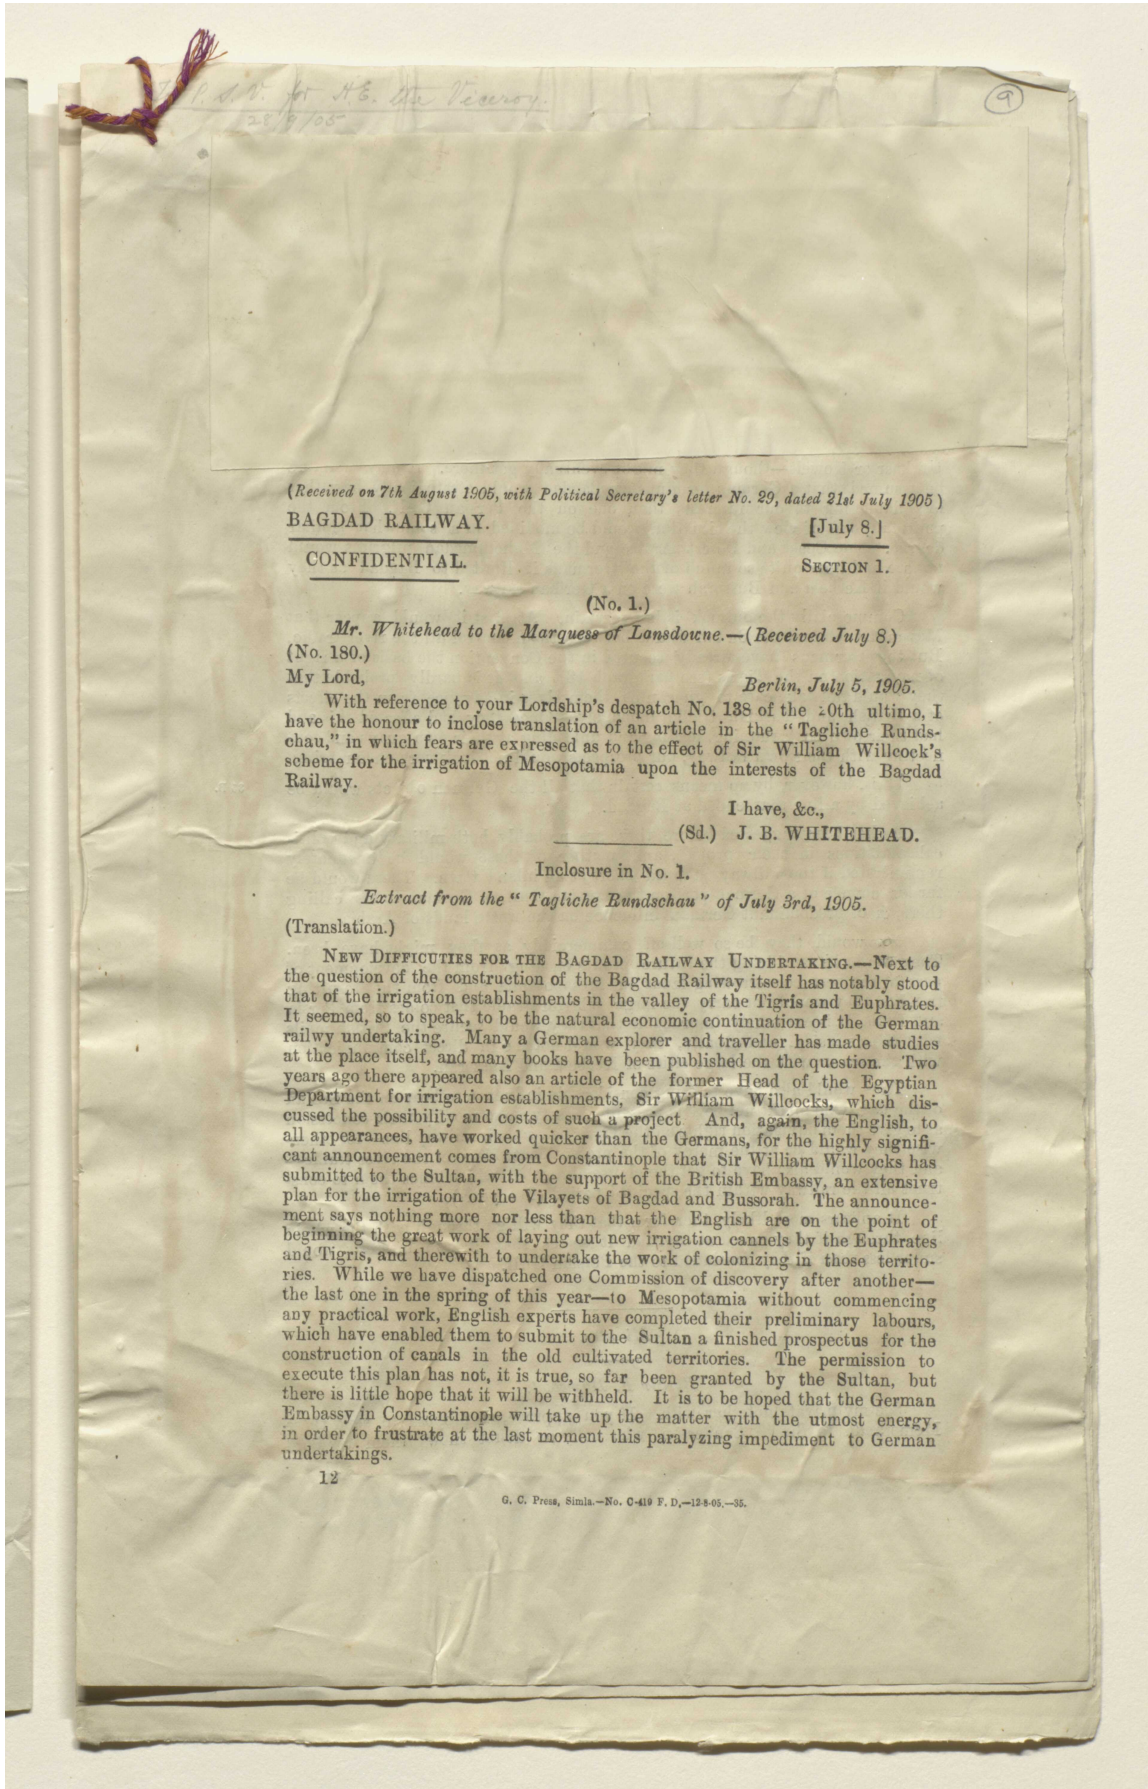 P. S. V. for H.E. the Viceroy.
28/9/05
9
(Received on 7th August 1905, with Political Secretary's letter No. 29, dated 21st July 1905)
BAGDAD RAILWAY.
[July 8.]
CONFIDENTIAL.
SECTION 1.
(No. 1.)
Mr. Whitehead to the Marquess of Lansdowne.—(Received July 8.)
(No. 180.)
My Lord,
Berlin, July 5, 1905.
With reference to your Lordship's despatch No. 138 of the 20th ultimo, I
have the honour to inclose translation of an article in the "Tagliche Runds-
chau," in which fears are expressed as to the effect of Sir William Willcock's
scheme for the irrigation of Mesopotamia upon the interests of the Bagdad
Railway.
I have, &c.,
(Sd.) J. B. WHITEHEAD.
Inclosure in No. 1.
Extract from the "Tagliche Rundschau" of July 3rd, 1905.
(Translation.)
NEW DIFFICUTIES FOR THE BAGDAD RAILWAY UNDERTAKING.—Next to
the question of the construction of the Bagdad Railway itself has notably stood
that of the irrigation establishments in the valley of the Tigris and Euphrates.
It seemed, so to speak, to be the natural economic continuation of the German
railwy undertaking. Many a German explorer and traveller has made studies
at the place itself, and many books have been published on the question. Two
years ago there appeared also an article of the former Head of the Egyptian
Department for irrigation establishments, Sir William Willcocks, which dis-
cussed the possibility and costs of such a project And, again, the English, to
all appearances, have worked quicker than the Germans, for the highly signifi-
cant announcement comes from Constantinople that Sir William Willcocks has
submitted to the Sultan, with the support of the British Embassy, an extensive
plan for the irrigation of the Vilayets of Bagdad and Bussorah. The announce-
ment says nothing more nor less than that the English are on the point of
beginning the great work of laying out new irrigation cannels by the Euphrates
and Tigris, and therewith to undertake the work of colonizing in those territo-
ries. While we have dispatched one Commission of discovery after another—
the last one in the spring of this year—to Mesopotamia without commencing
any practical work, English experts have completed their preliminary labours,
which have enabled them to submit to the Sultan a finished prospectus for the
construction of canals in the old cultivated territories. The permission to
execute this plan has not, it is true, so far been granted by the Sultan, but
there is little hope that it will be withheld. It is to be hoped that the German
Embassy in Constantinople will take up the matter with the utmost energy,
in order to frustrate at the last moment this paralyzing impediment to German
undertakings.
12
G. C. Press, Simla.—No. C-419 F. D.—12-8-05.—35.